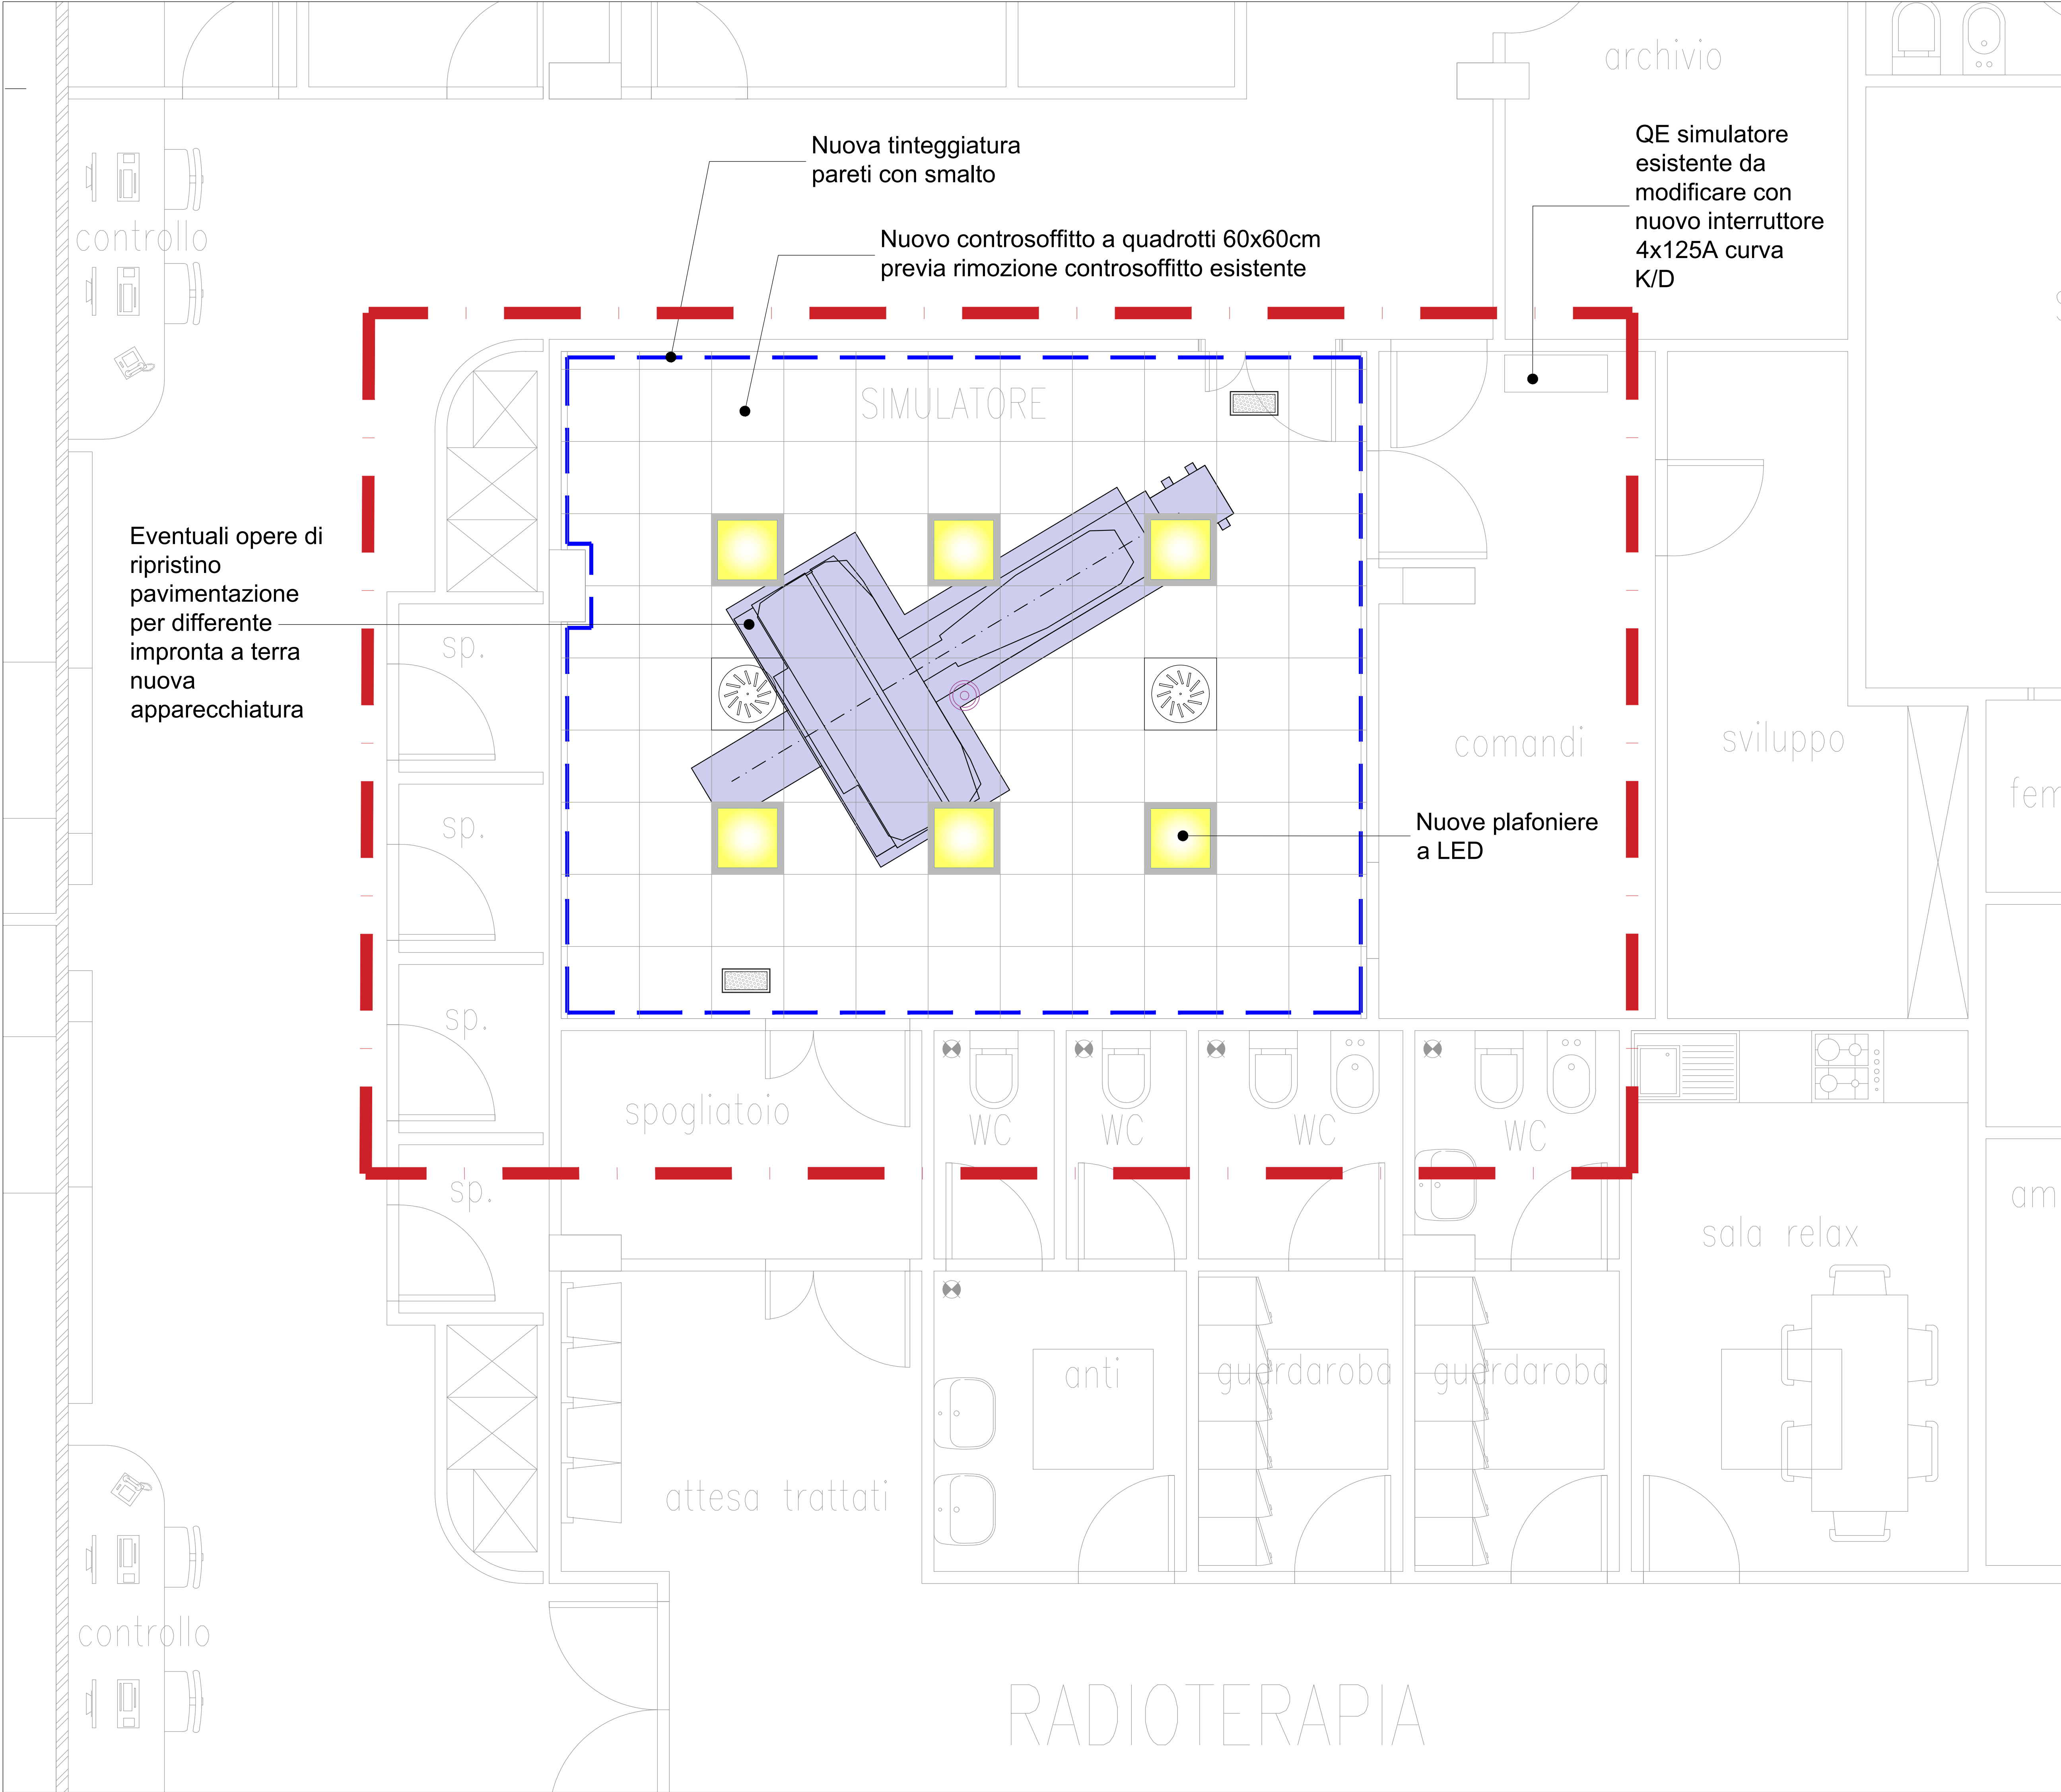 archivio
Nuova tinteggiatura
pareti con smalto
QE simulatore
esistente da
modificare con
nuovo interruttore
4x125A curva
K/D
controllo
Nuovo controsoffitto a quadrotti 60x60cm
previa rimozione controsoffitto esistente
SIMULATORE
Eventuali opere di
ripristino
pavimentazione
per differente
impronta a terra
nuova
apparecchiatura
sp.
comandi
sviluppo
sp.
fem
Nuove plafoniere
a LED
sp.
spogliatoio
WC
WC
WC
WC
sp.
am
sala relax
anti
guardaroba
guardaroba
attesa trattati
controllo
RADIOTERAPIA